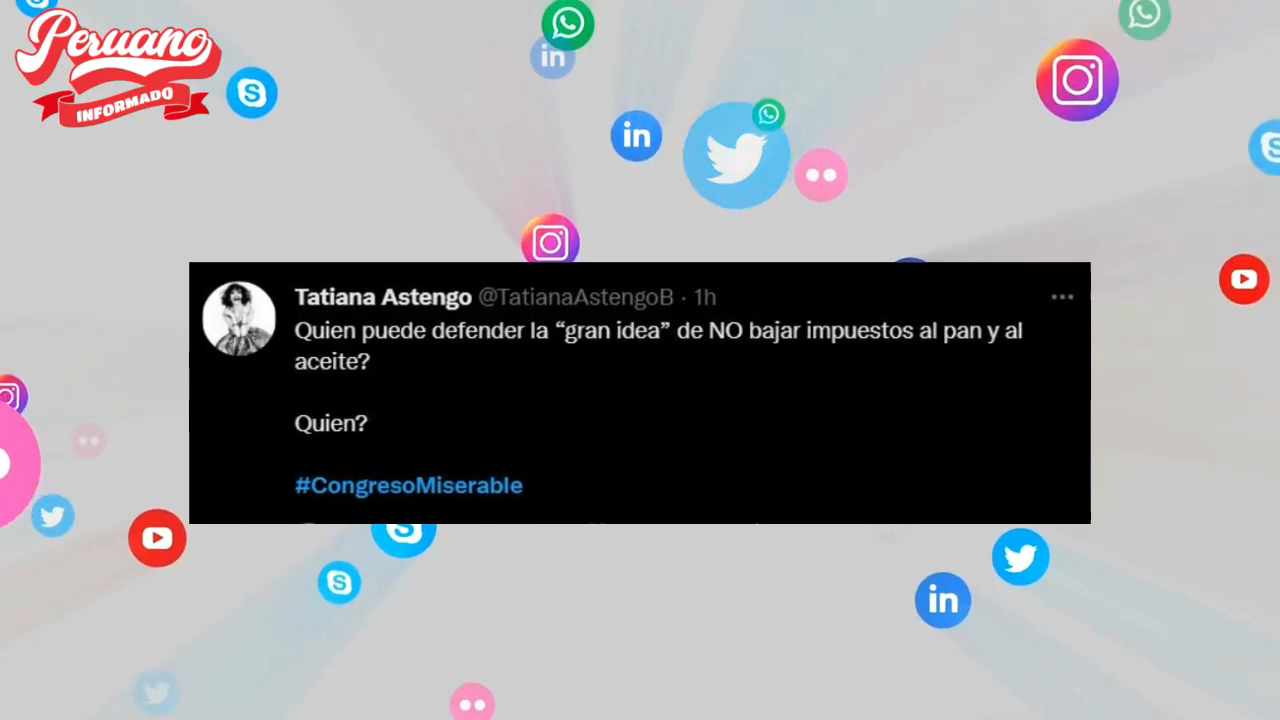 Peruano
INFORMADO
Tatiana Astengo @TatianaAstengoB · 1h
Quien puede defender la “gran idea” de NO bajar impuestos al pan y al
aceite?
Quien?
#CongresoMiserable